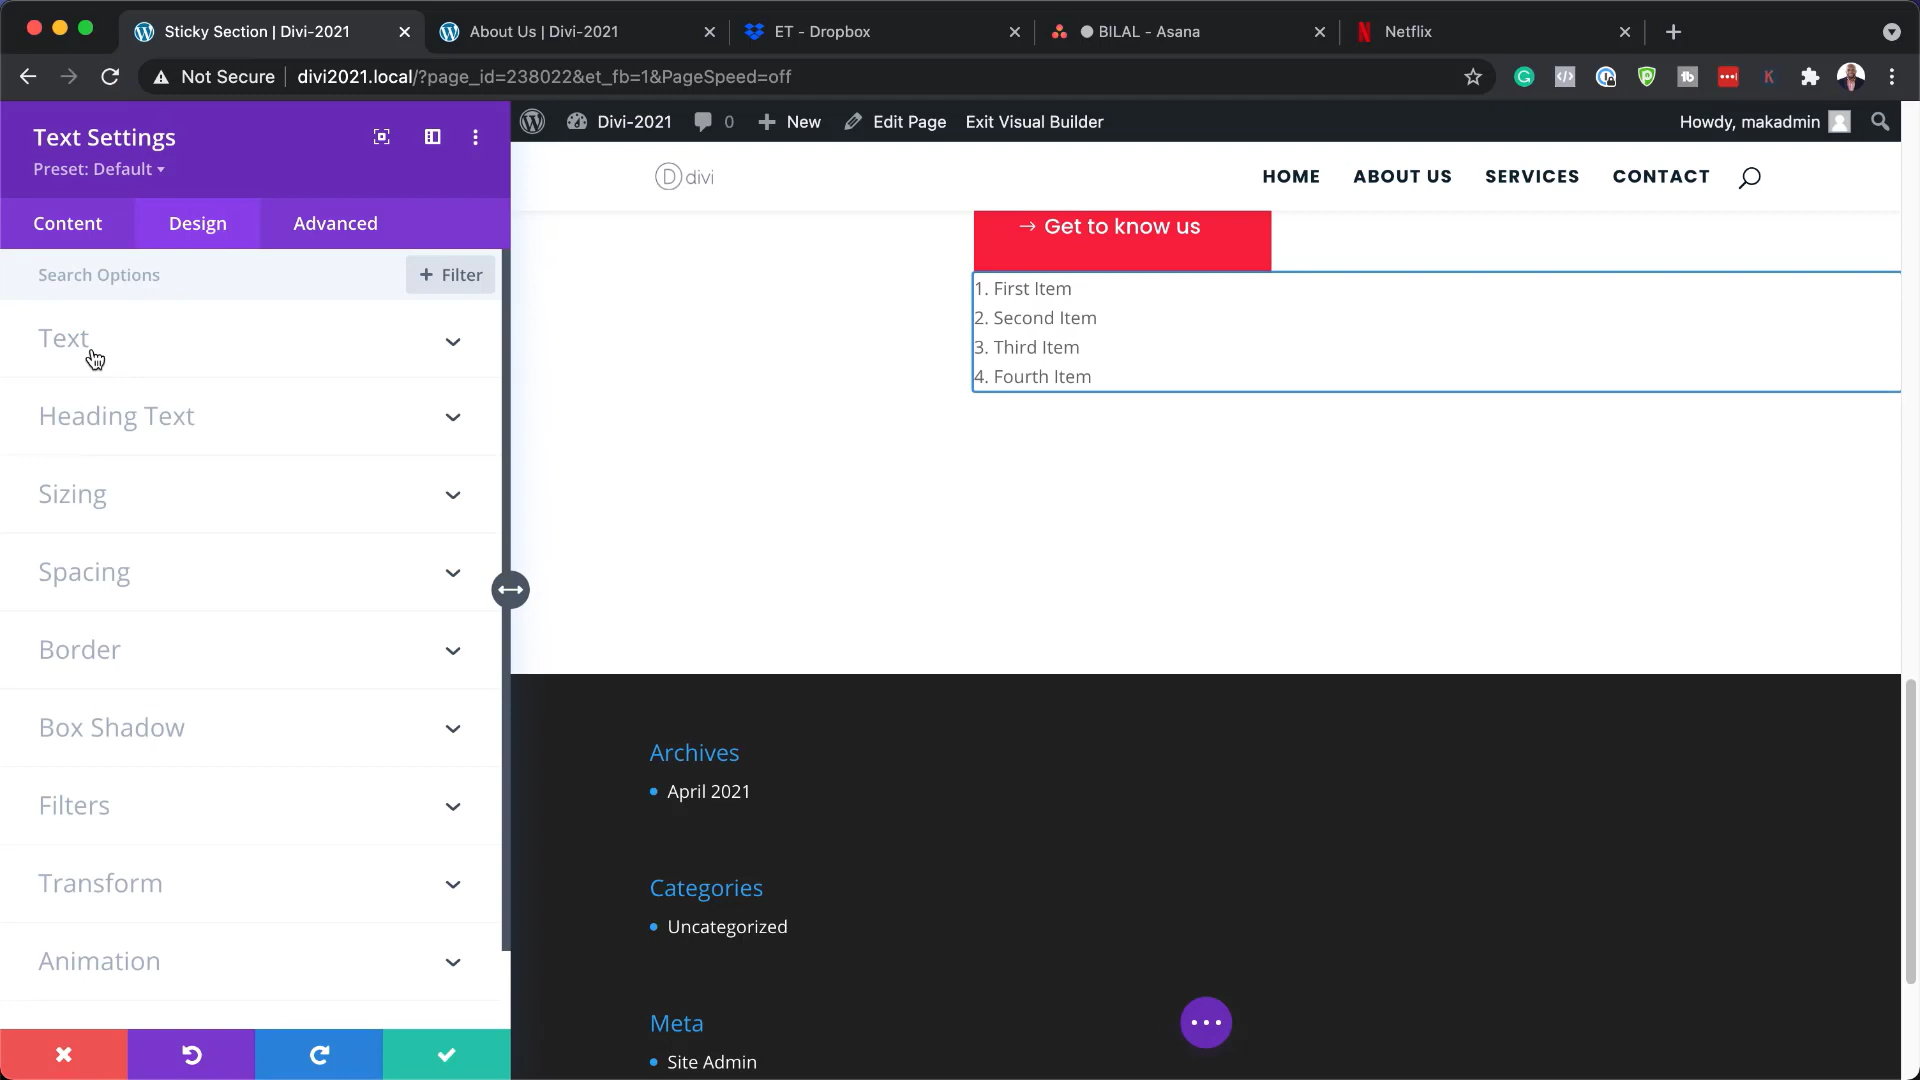 Sticky Section | Divi-2021
About Us | Divi-2021
ET - Dropbox
BILAL - Asana
Netflix
Not Secure
divi2021.local/?page_id=238022&et_fb=1&PageSpeed=off
Text Settings
Preset: Default
Content
Design
Advanced
Search Options
+ Filter
Text
Heading Text
Sizing
Spacing
Border
Box Shadow
Filters
Transform
Animation
Divi-2021
0
New
Edit Page
Exit Visual Builder
Howdy, makadmin
D divi
HOME
ABOUT US
SERVICES
CONTACT
→ Get to know us
1. First Item
2. Second Item
3. Third Item
4. Fourth Item
Archives
April 2021
Categories
Uncategorized
Meta
Site Admin